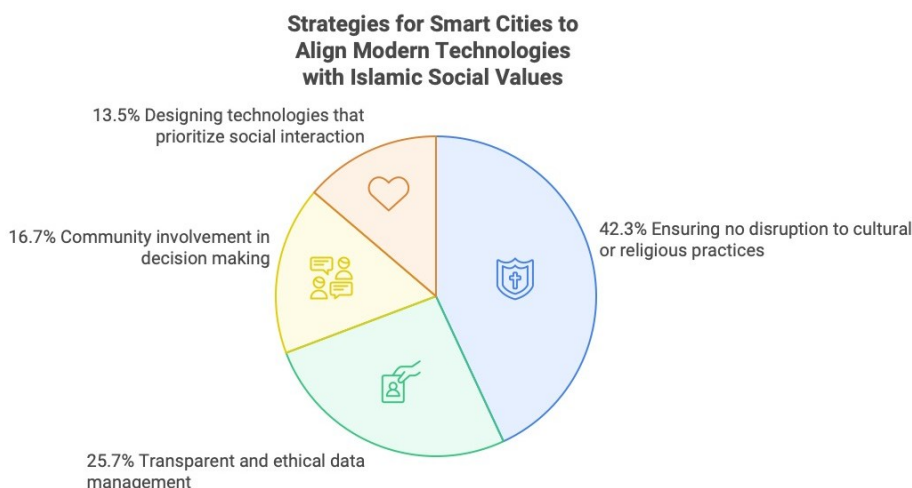 Strategies for Smart Cities to
Align Modern Technologies
with Islamic Social Values
13.5% Designing technologies that
prioritize social interaction
42.3% Ensuring no disruption to cultural
or religious practices
16.7% Community involvement in
decision making
25.7% Transparent and ethical data
management